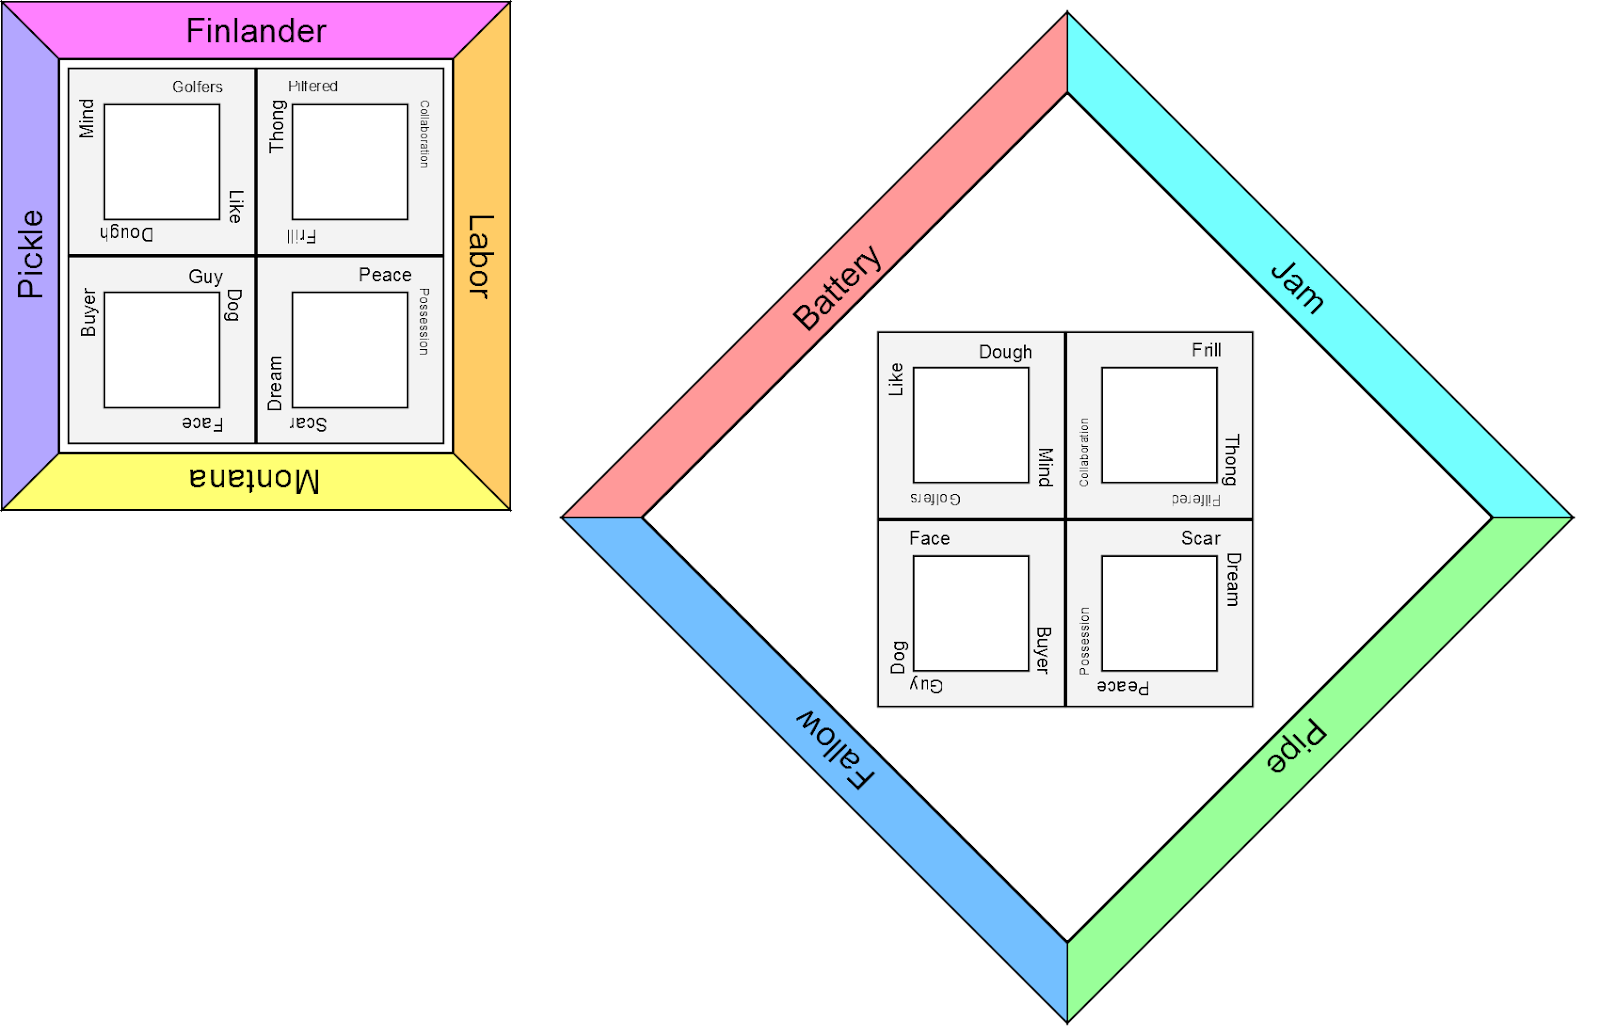 Finlander
Golfers
Pilfered
Mind
Thong
Collaboration
Like
Dough
Frill
Pickle
Labor
Guy
Peace
Buyer
Dog
Possession
Dream
Face
Scar
Montana
Battery
Jam
Dough
Frill
Like
Collaboration
Mind
Thong
Golfers
Pilfered
Face
Scar
Dream
Dog
Buyer
Possession
Guy
Peace
Fallow
Pipe